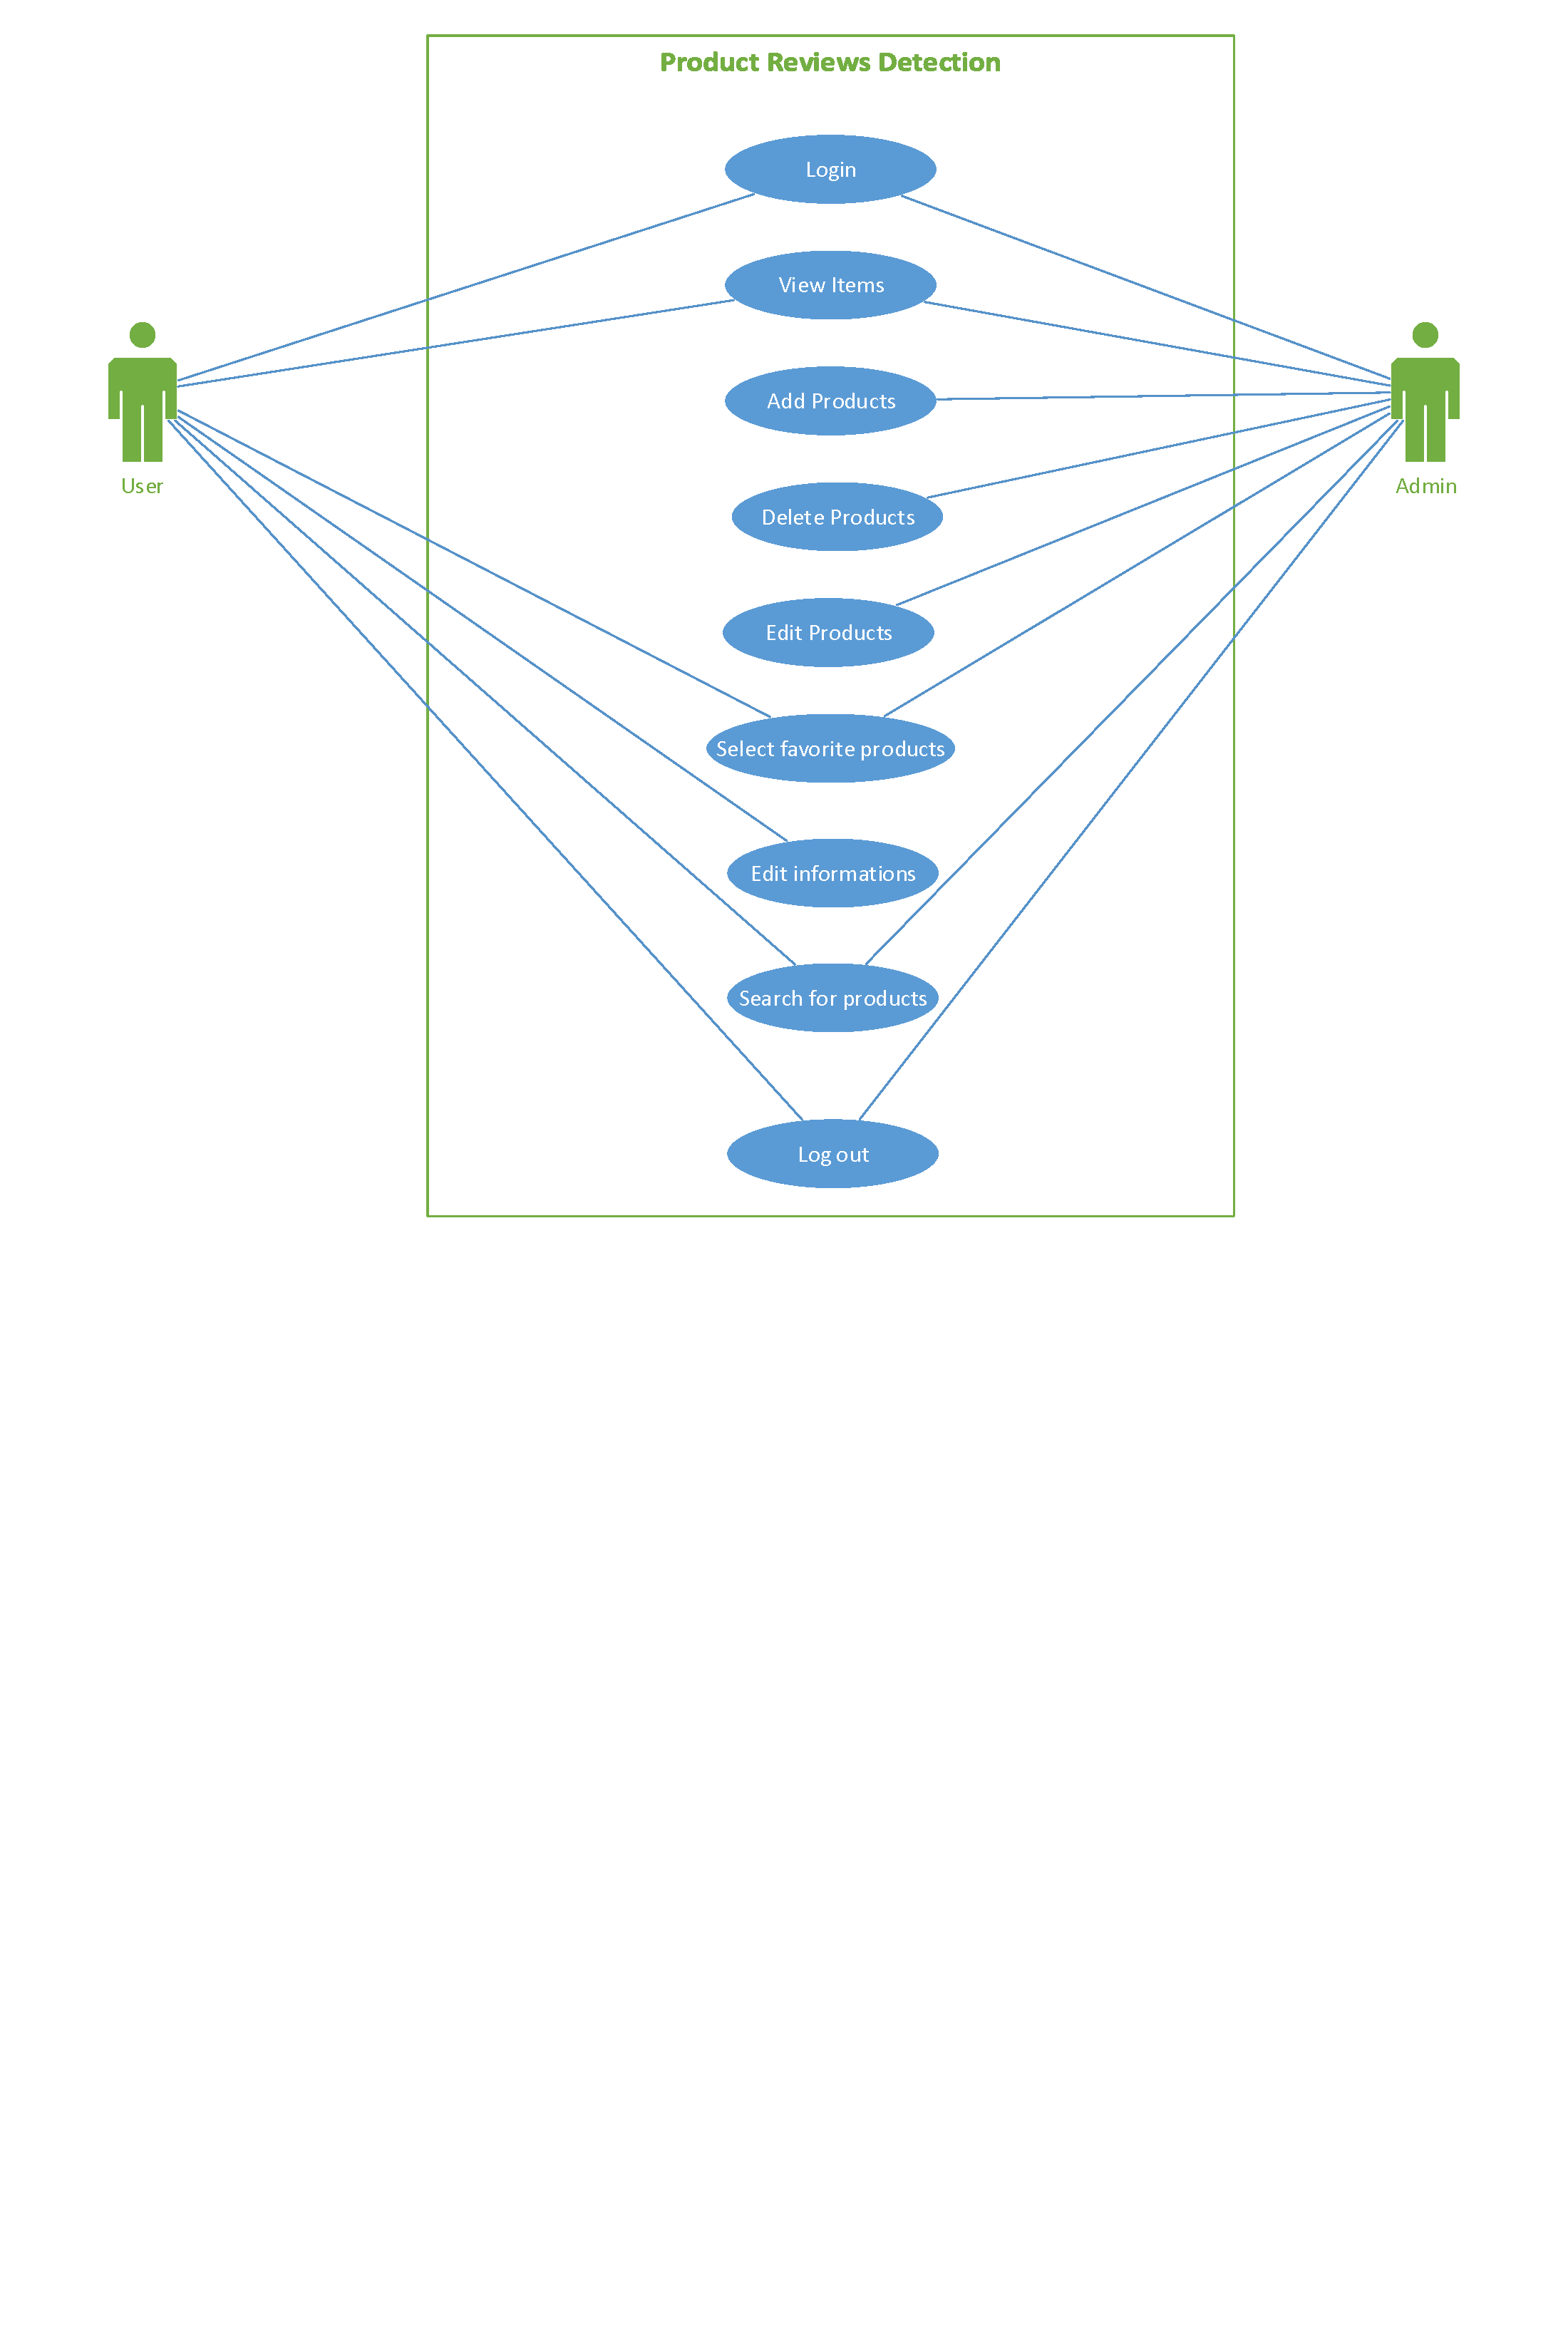 Product Reviews Detection
Login
View Items
Add Products
User
Admin
Delete Products
Edit Products
Select favorite products
Edit informations
Search for products
Log out